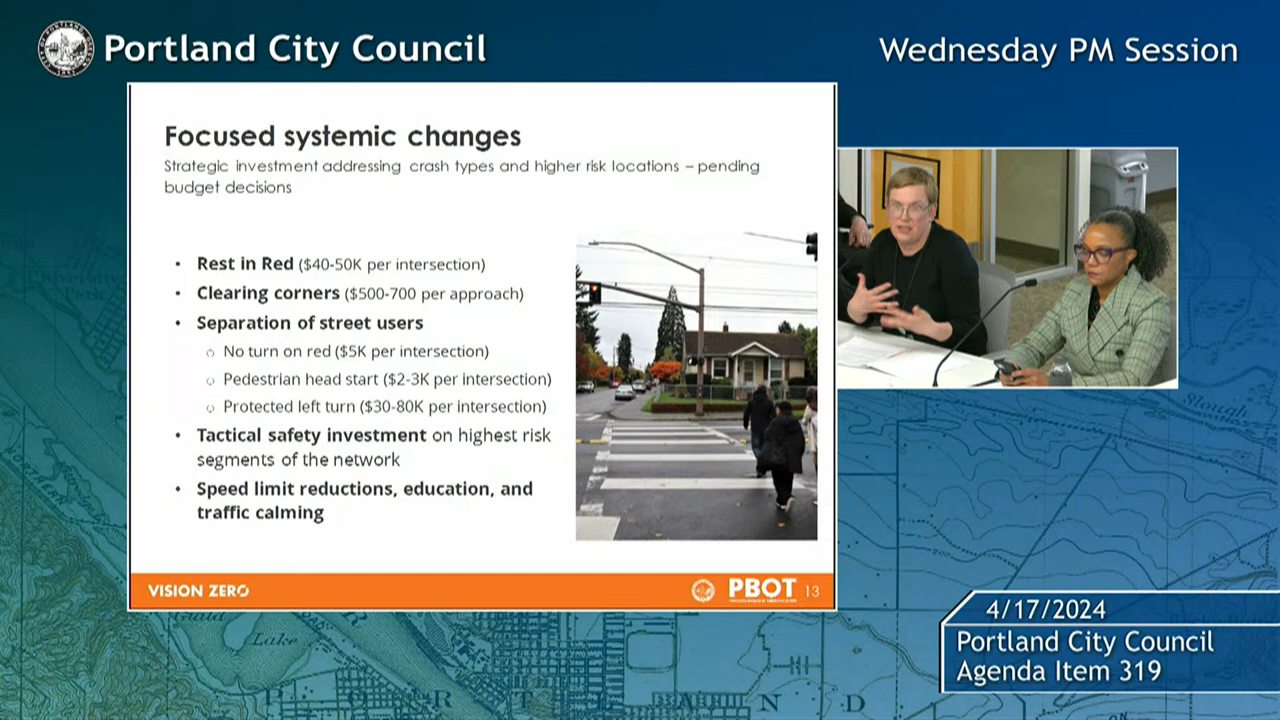 Portland City Council
Wednesday PM Session
Focused systemic changes
Strategic investment addressing crash types and higher risk locations – pending
budget decisions
• Rest in Red ($40-50K per intersection)
• Clearing corners ($500-700 per approach)
• Separation of street users
No turn on red ($5K per intersection)
Pedestrian head start ($2-3K per intersection)
Protected left turn ($30-80K per intersection)
• Tactical safety investment on highest risk
segments of the network
• Speed limit reductions, education, and
traffic calming
VISION ZERO
PBOT
13
4/17/2024
Portland City Council
Agenda Item 319
Guild
Lake
Slough
R T L A N D
ON